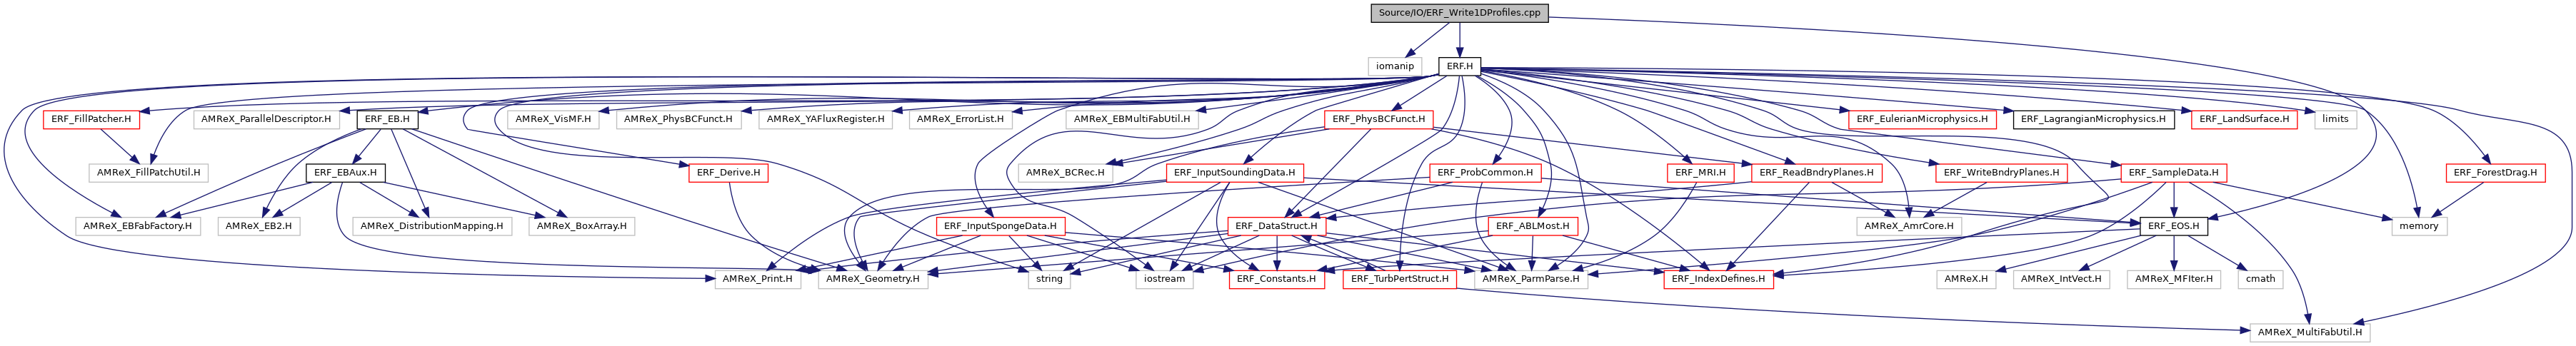 Source/IO/ERF_Write1DProfiles.cpp
iomanip
ERF.H
ERF_FillPatcher.H
AMReX_ParallelDescriptor.H
ERF_EB.H
AMReX_VisMF.H
AMReX_PhysBCFunct.H
AMReX_YAFluxRegister.H
AMReX_ErrorList.H
AMReX_EBMultiFabUtil.H
ERF_PhysBCFunct.H
ERF_EulerianMicrophysics.H
ERF_LagrangianMicrophysics.H
ERF_LandSurface.H
limits
AMReX_FillPatchUtil.H
ERF_EBAux.H
ERF_Derive.H
AMReX_BCRec.H
ERF_InputSoundingData.H
ERF_ProbCommon.H
ERF_MRI.H
ERF_ReadBndryPlanes.H
ERF_WriteBndryPlanes.H
ERF_SampleData.H
ERF_ForestDrag.H
AMReX_EBFabFactory.H
AMReX_EB2.H
AMReX_DistributionMapping.H
AMReX_BoxArray.H
ERF_InputSpongeData.H
ERF_DataStruct.H
ERF_ABLMost.H
AMReX_AmrCore.H
ERF_EOS.H
memory
AMReX_Print.H
AMReX_Geometry.H
string
iostream
ERF_Constants.H
ERF_TurbPertStruct.H
AMReX_ParmParse.H
ERF_IndexDefines.H
AMReX.H
AMReX_IntVect.H
AMReX_MFIter.H
cmath
AMReX_MultiFabUtil.H